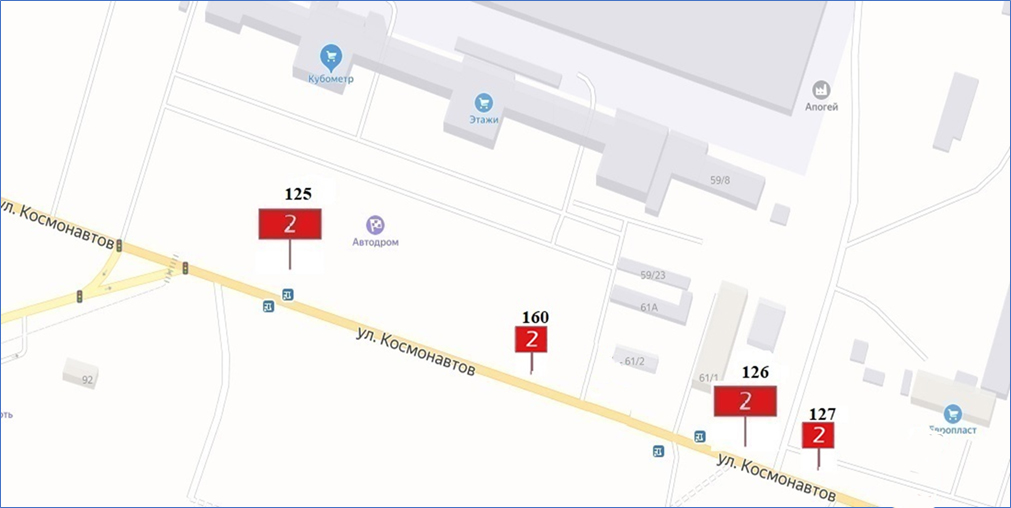 Кубометр
Этажи
Апогей
59/8
125
2
ул. Космонавтов
Автодром
59/23
61А
160
2
ул. Космонавтов
61/2
92
61/1
126
2
127
2
Европласт
ул. Космонавтов